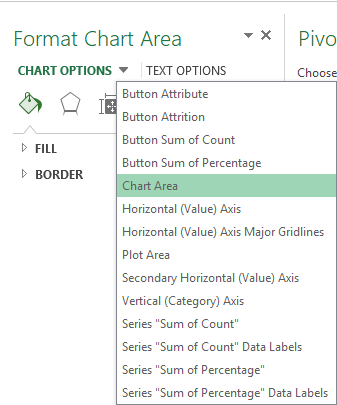 Format Chart Area
Pivo
CHART OPTIONS TEXT OPTIONS
Choose
FILL
BORDER
Button Attribute
Button Attrition
Button Sum of Count
Button Sum of Percentage
Chart Area
Horizontal (Value) Axis
Horizontal (Value) Axis Major Gridlines
Plot Area
Secondary Horizontal (Value) Axis
Vertical (Category) Axis
Series "Sum of Count"
Series "Sum of Count" Data Labels
Series "Sum of Percentage"
Series "Sum of Percentage" Data Labels